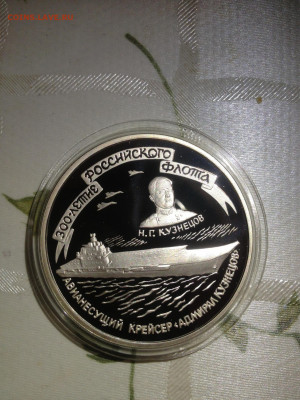 300-ЛЕТИЕ РОССИЙСКОГО ФЛОТА
Н.Г. КУЗНЕЦОВ
АВИАНЕСУЩИЙ КРЕЙСЕР «АДМИРАЛ КУЗНЕЦОВ»